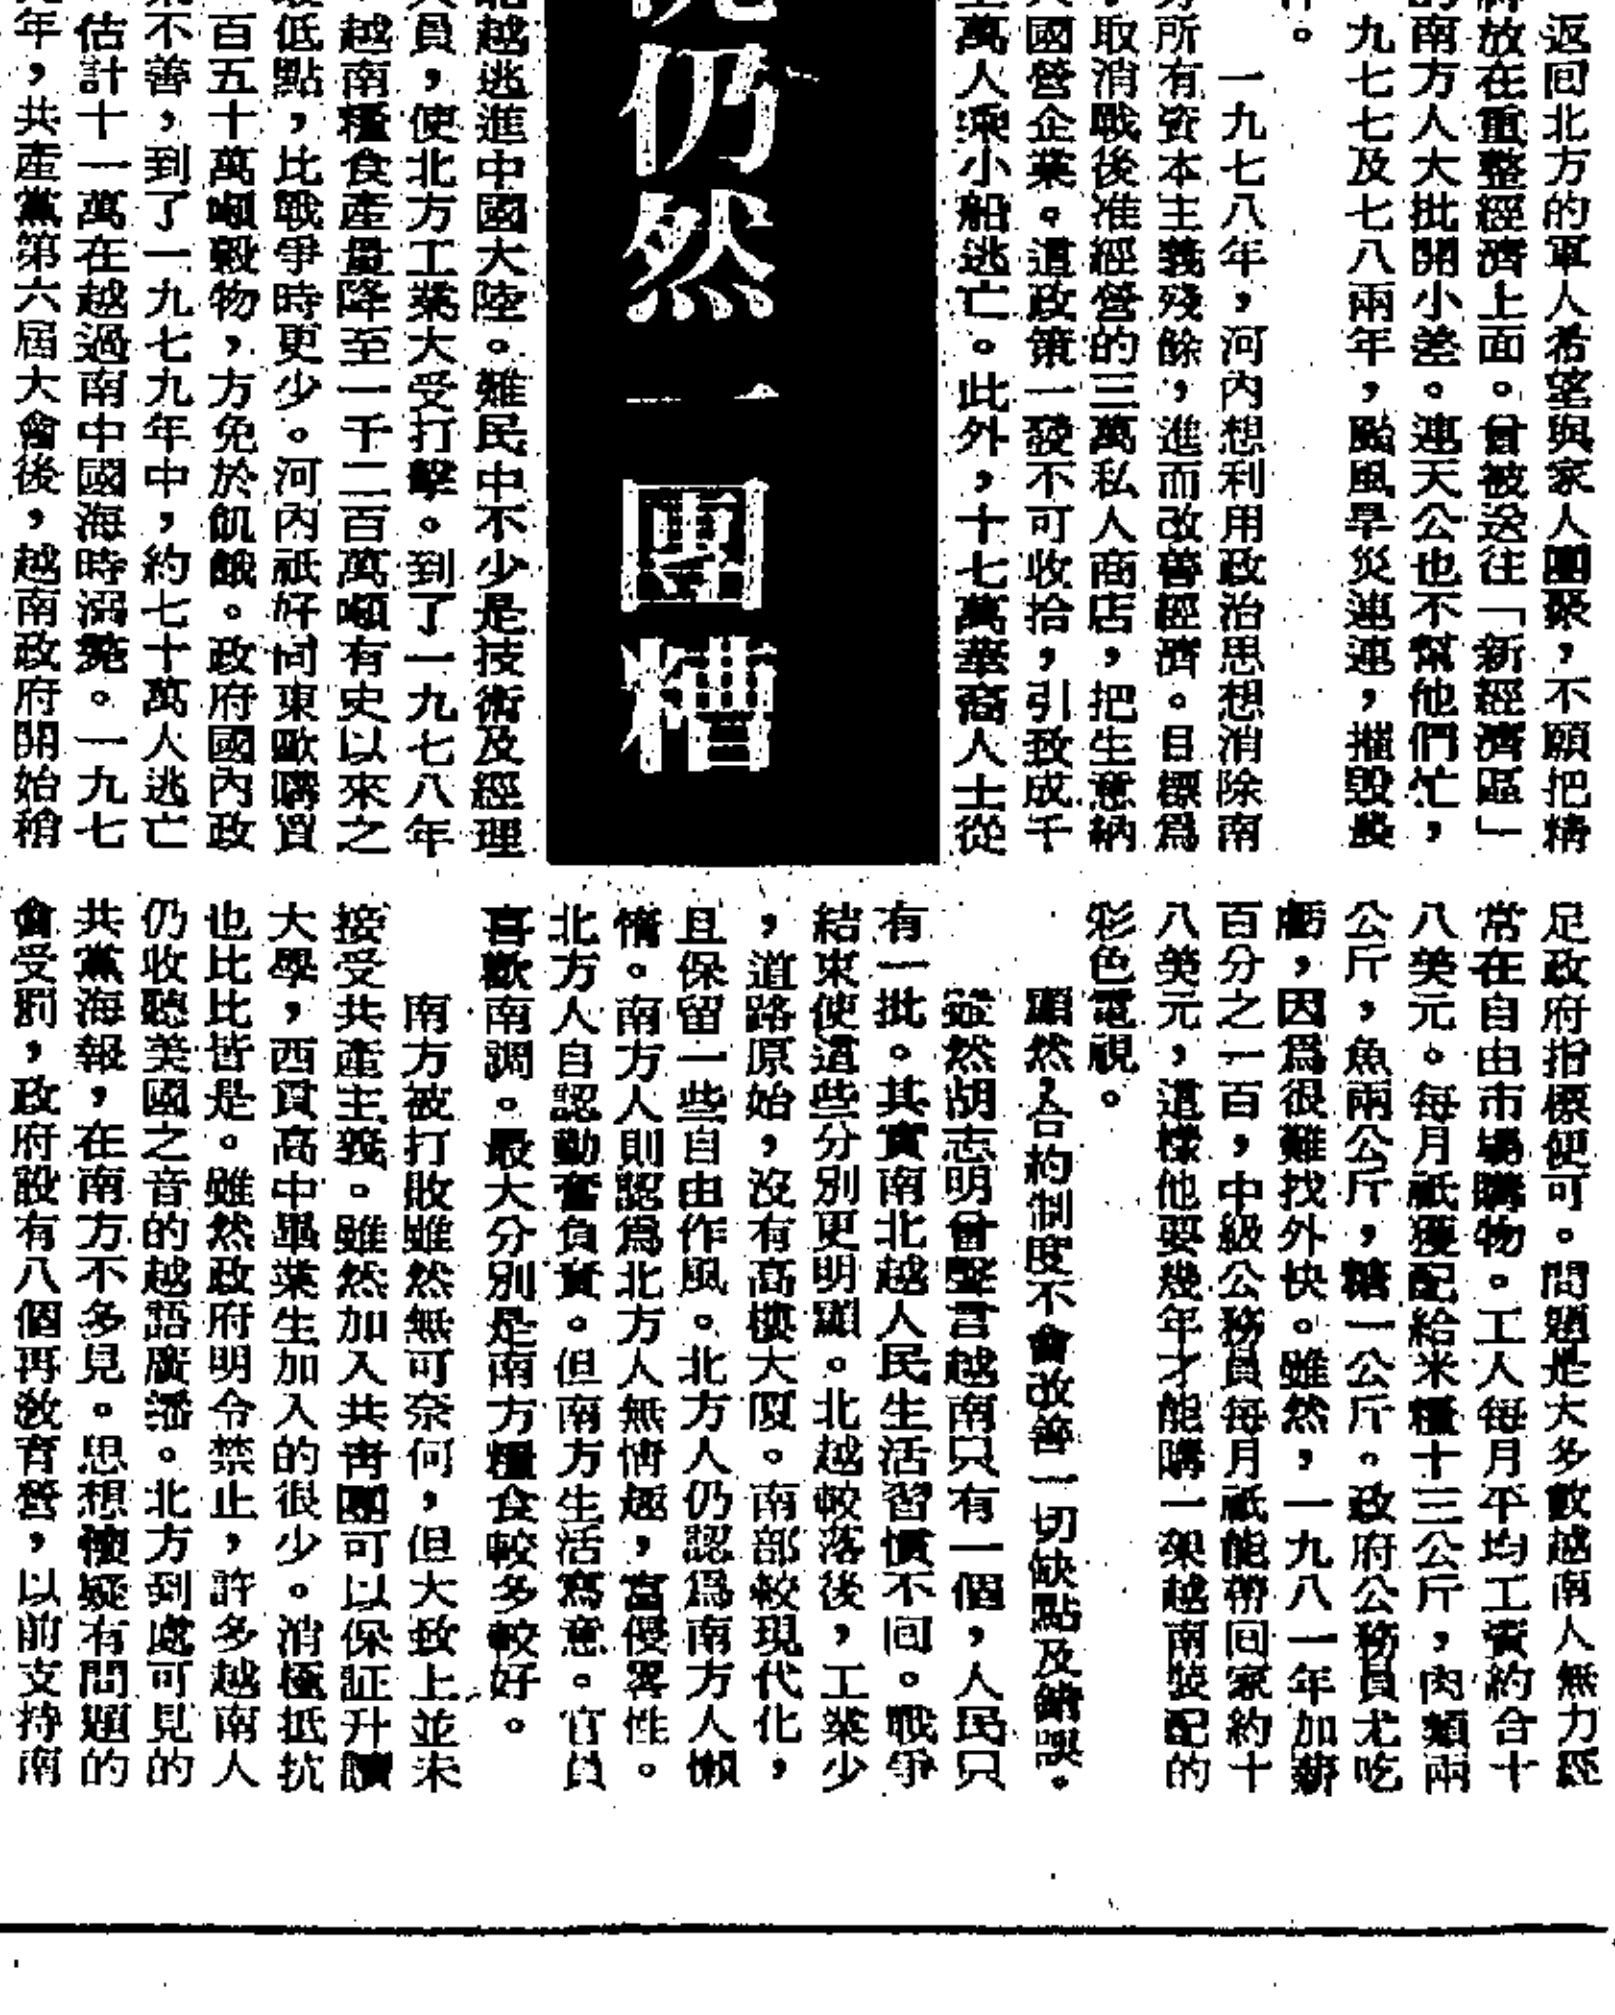 返回北方的軍人希望與家人團聚,不願把精
放在重整經濟上面。曾被送往「新經濟區」
南方人大批開小差。連天公也不幫他們忙,
九七七及七八兩年,颱風旱災連連,摧毀農
。
一九七八年,河內想利用政治思想消除南
所有資本主義殘餘,進而改善經濟。目標爲
取消戰後准經營的三萬私人商店,把生意納
國營企業。這政策一發不可收拾,引致成千
萬人乘小船逃亡。此外,十七萬華裔人士從
仍然一團糟
越逃進中國大陸。難民中不少是技術及經理
員,使北方工業大受打擊。到了一九七八年
越南糧食產量降至一千二百萬噸有史以來之
低點,比戰爭時更少。河內祇好向東歐購買
百五十萬噸穀物,方免於飢餓。政府國內政
不善,到了一九七九年中,約七十萬人逃亡
估計十一萬在越過南中國海時溺斃。一九七
年,共產黨第六屆大會後,越南政府開始稍
足政府指標便可。問題是大多數越南人無力經
常在自由市場購物。工人每月平均工資約合十
八美元。每月祇獲配給米糧十三公斤,肉類兩
公斤,魚兩公斤,糖一公斤。政府公務員尤吃
虧,因爲很難找外快。雖然,一九八一年加薪
百分之一百,中級公務員每月祇能帶回家約十
八美元,這樣他要幾年才能購一架越南裝配的
彩色電視。
顯然,合約制度不會改善一切缺點及錯誤。
雖然胡志明曾聲言越南只有一個,人民只
有一批。其實南北越人民生活習慣不同。戰爭
結束使這些分別更明顯。北越較落後,工業少
,道路原始,沒有高樓大廈。南部較現代化,
且保留一些自由作風。北方人仍認爲南方人懶
惰。南方人則認爲北方人無情趣,富侵畧性。
北方人自認勤奮負責。但南方生活寫意。官員
喜歡南調。最大分別是南方糧食較多較好。
南方被打敗雖然無可奈何,但大致上並未
接受共產主義。雖然加入共青團可以保証升讀
大學,西貢高中畢業生加入的很少。消極抵抗
也比比皆是。雖然政府明令禁止,許多越南人
仍收聽美國之音的越語廣播。北方到處可見的
共黨海報,在南方不多見。思想懷疑有問題的
會受罰,政府設有八個再敎育營,以前支持南